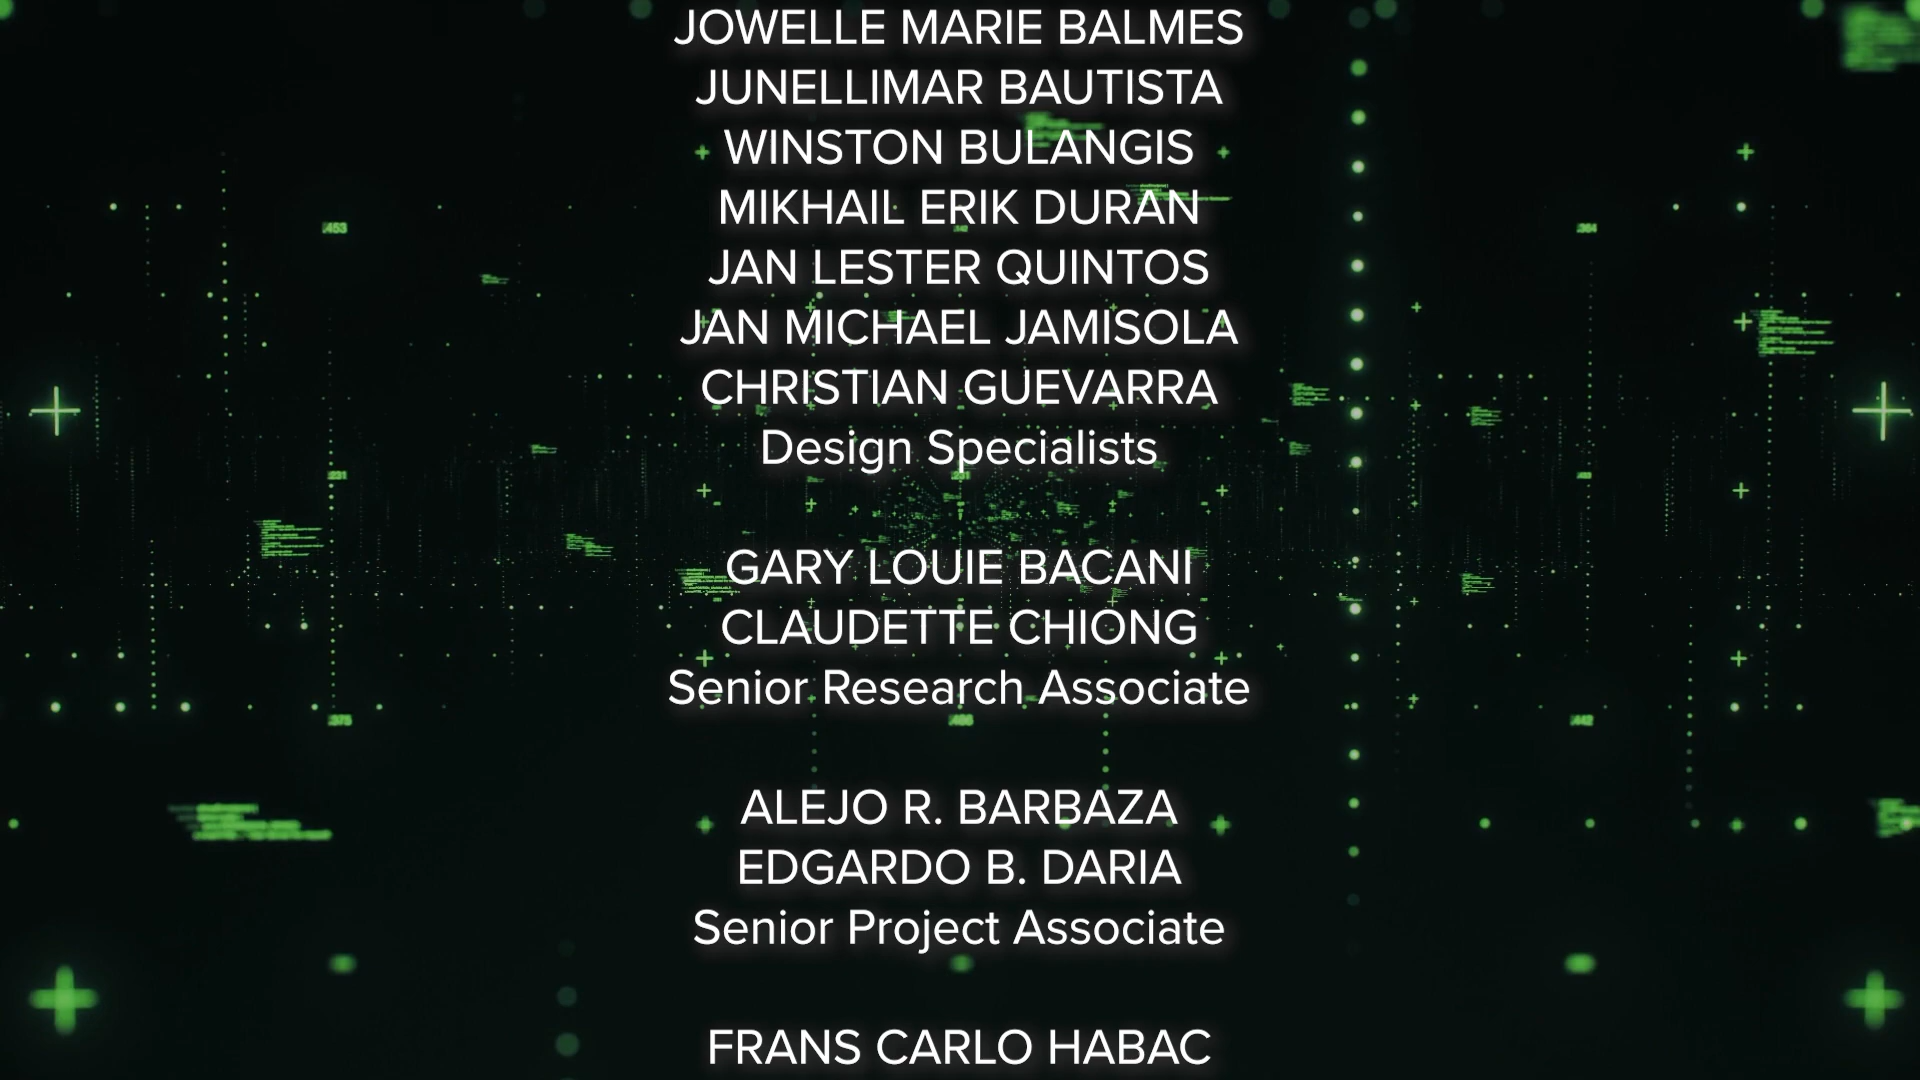 JOWELLE MARIE BALMES
JUNELLIMAR BAUTISTA
WINSTON BULANGIS
MIKHAIL ERIK DURAN
JAN LESTER QUINTOS
JAN MICHAEL JAMISOLA
CHRISTIAN GUEVARRA
Design Specialists
GARY LOUIE BACANI
CLAUDETTE CHIONG
Senior Research Associate
ALEJO R. BARBAZA
EDGARDO B. DARIA
Senior Project Associate
FRANS CARLO HABAC